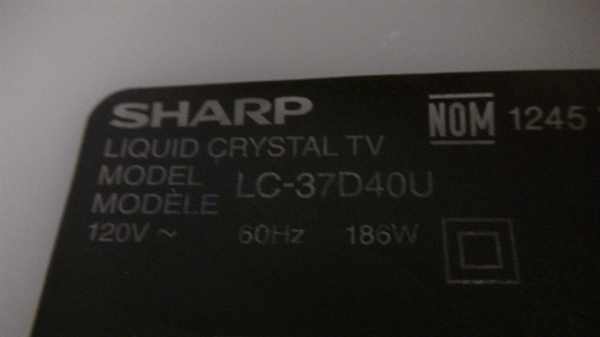 SHARP
NOM 1245
LIQUID CRYSTAL TV
MODEL LC-37D40U
MODÈLE
120V ~ 60Hz 186W